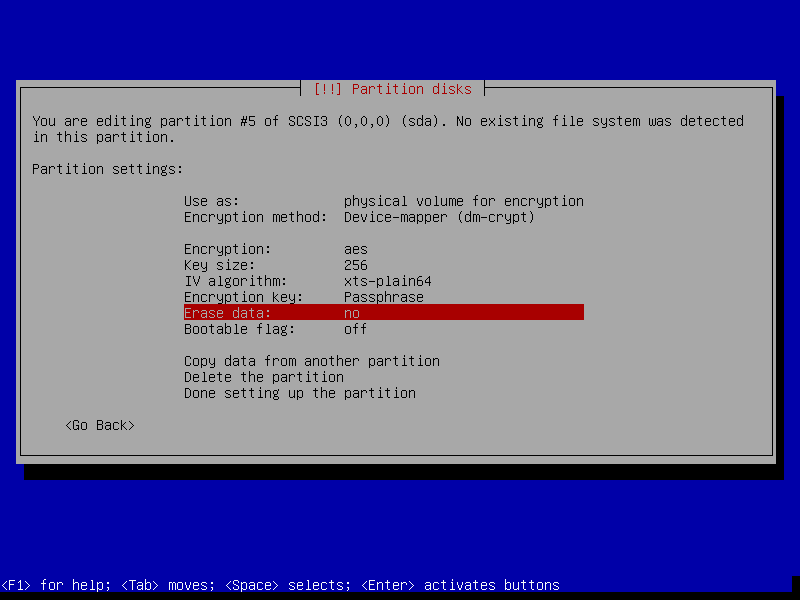 [!!] Partition disks
You are editing partition #5 of SCSI3 (0,0,0) (sda). No existing file system was detected
in this partition.
Partition settings:
Use as: physical volume for encryption
Encryption method: Device-mapper (dm-crypt)
Encryption: aes
Key size: 256
IV algorithm: xts-plain64
Encryption key: Passphrase
Erase data: no
Bootable flag: off
Copy data from another partition
Delete the partition
Done setting up the partition
<Go Back>
<F1> for help; <Tab> moves; <Space> selects; <Enter> activates buttons